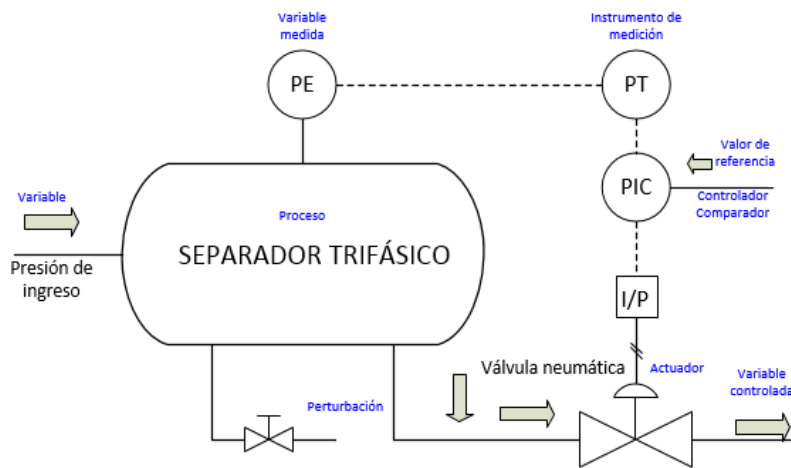 Variable
medida
Instrumento de
medición
PE
PT
Valor de
referencia
PIC
Controlador
Comparador
Variable
Presión de
ingreso
Proceso
SEPARADOR TRIFÁSICO
I/P
Válvula neumática
Actuador
Variable
controlada
Perturbación